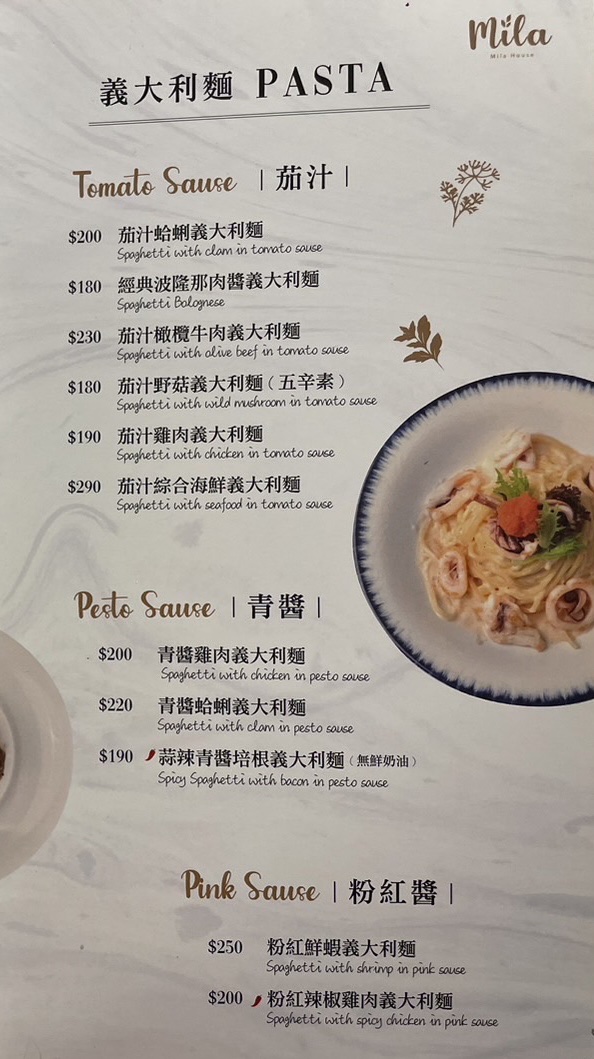 Mila
Mila House
義大利麵 PASTA
Tomato Sause | 茄汁 |
$200 茄汁蛤蜊義大利麵
Spaghetti with clam in tomato sause
$180 經典波隆那肉醬義大利麵
Spaghetti Bolognese
$230 茄汁橄欖牛肉義大利麵
Spaghetti with olive beef in tomato sause
$180 茄汁野菇義大利麵（五辛素）
Spaghetti with wild mushroom in tomato sause
$190 茄汁雞肉義大利麵
Spaghetti with chicken in tomato sause
$290 茄汁綜合海鮮義大利麵
Spaghetti with seafood in tomato sause
Pesto Sause | 青醬 |
$200 青醬雞肉義大利麵
Spaghetti with chicken in pesto sause
$220 青醬蛤蜊義大利麵
Spaghetti with clam in pesto sause
$190 蒜辣青醬培根義大利麵（無鮮奶油）
Spicy Spaghetti with bacon in pesto sause
Pink Sause | 粉紅醬 |
$250 粉紅鮮蝦義大利麵
Spaghetti with shrimp in pink sause
$200 粉紅辣椒雞肉義大利麵
Spaghetti with spicy chicken in pink sause